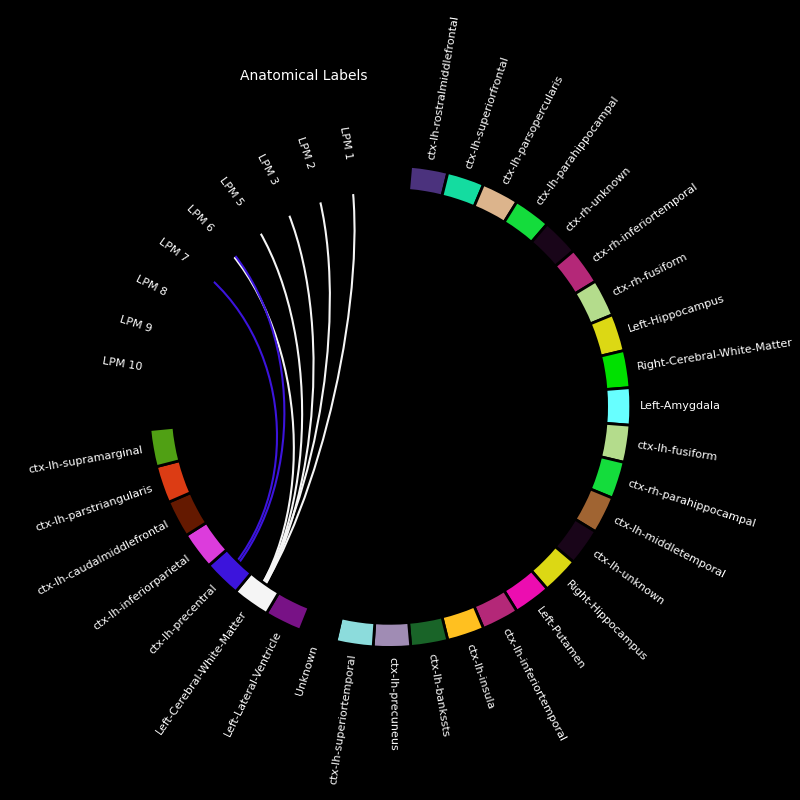 Anatomical Labels
LPM 1
LPM 2
LPM 3
LPM 5
LPM 6
LPM 7
LPM 8
LPM 9
LPM 10
ctx-lh-supramarginal
ctx-lh-parstriangularis
ctx-lh-caudalmiddlefrontal
ctx-lh-inferiorparietal
ctx-lh-precentral
Left-Cerebral-White-Matter
Left-Lateral-Ventricle
Unknown
ctx-lh-superiortemporal
ctx-lh-precuneus
ctx-lh-bankssts
ctx-lh-insula
ctx-lh-inferiortemporal
Left-Putamen
Right-Hippocampus
ctx-lh-unknown
ctx-lh-middletemporal
ctx-rh-parahippocampal
ctx-lh-fusiform
Left-Amygdala
Right-Cerebral-White-Matter
Left-Hippocampus
ctx-rh-fusiform
ctx-rh-inferiortemporal
ctx-rh-unknown
ctx-lh-parahippocampal
ctx-lh-parsopercularis
ctx-lh-superiorfrontal
ctx-lh-rostralmiddlefrontal